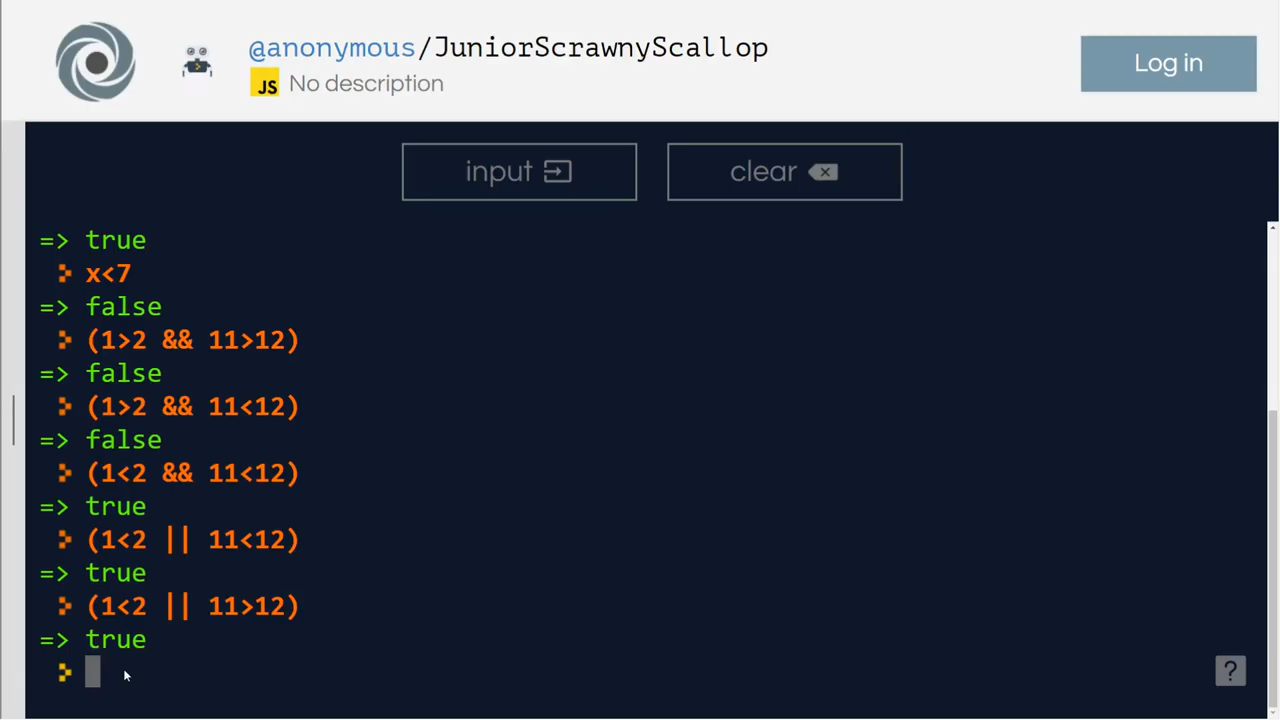 @anonymous/JuniorScrawnyScallop
JS No description
Log in
input
clear
=> true
x<7
=> false
(1>2 && 11>12)
=> false
(1>2 && 11<12)
=> false
(1<2 && 11<12)
=> true
(1<2 || 11<12)
=> true
(1<2 || 11>12)
=> true
?